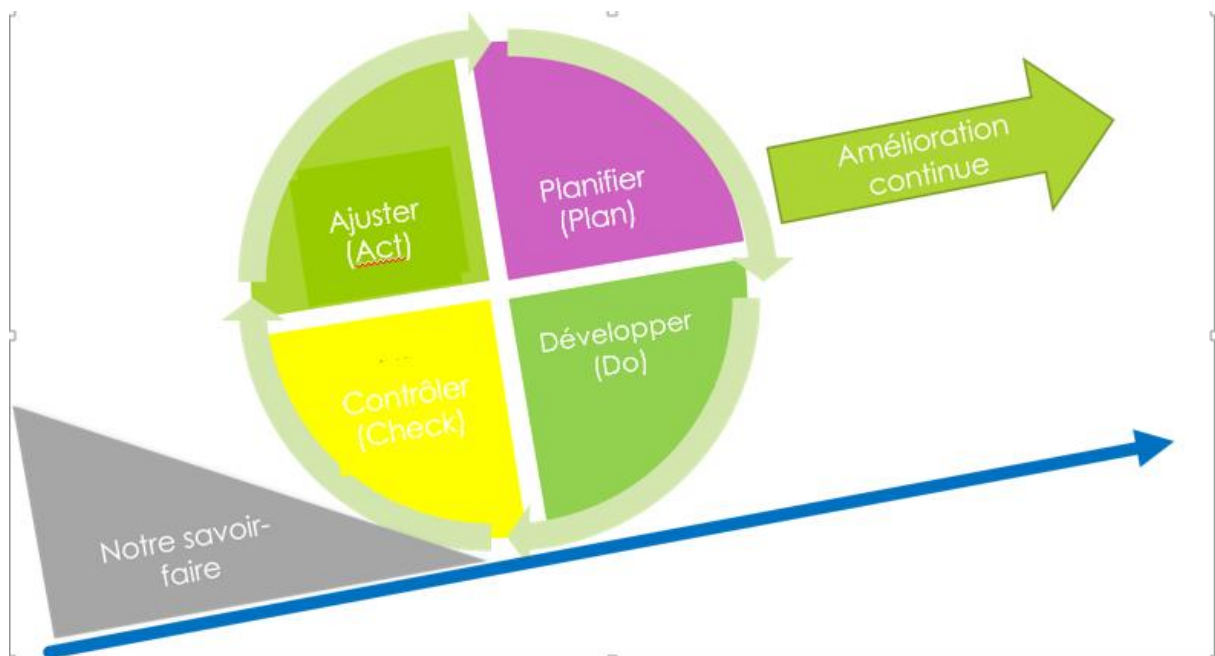 Ajuster
(Act)
Planifier
(Plan)
Amélioration
continue
Développer
(Do)
Contrôler
(Check)
Notre savoir-
faire